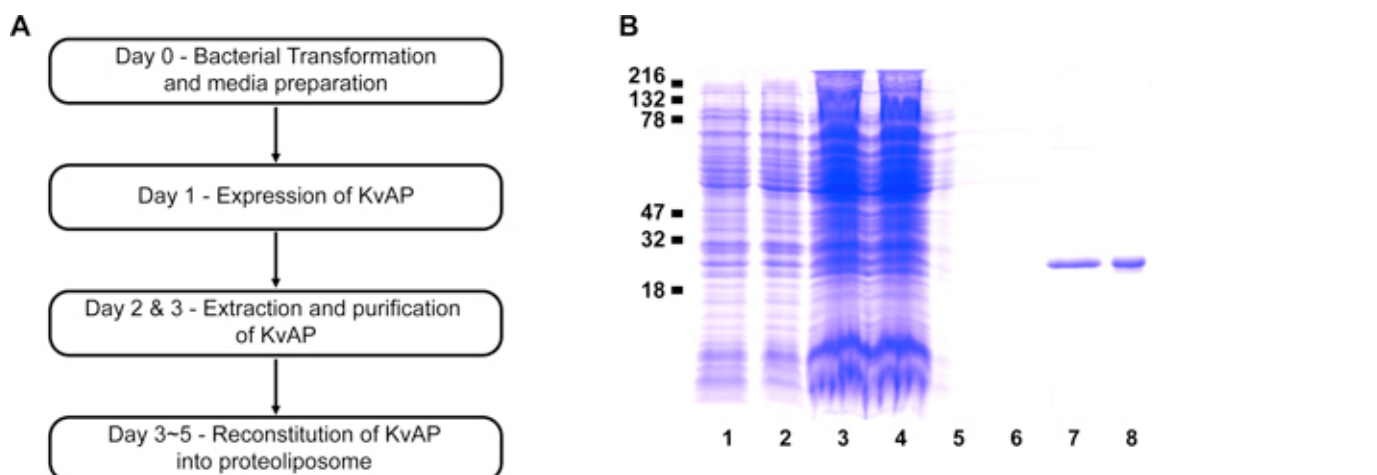 A
Day 0 - Bacterial Transformation
and media preparation
Day 1 - Expression of KvAP
Day 2 & 3 - Extraction and purification
of KvAP
Day 3~5 - Reconstitution of KvAP
into proteoliposome
B
216
132
78
47
32
18
1 2 3 4 5 6 7 8